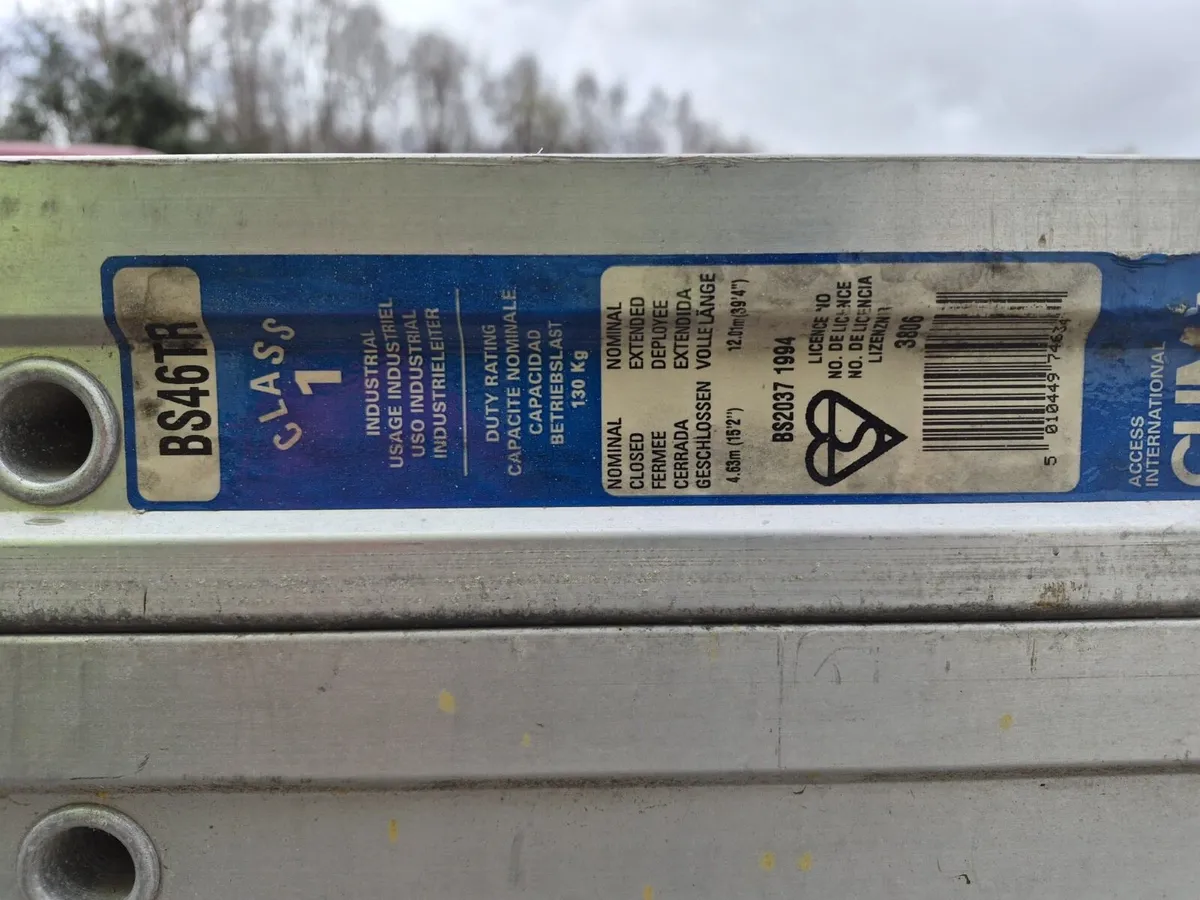 BS46TR
CLASS
1
INDUSTRIAL
USAGE INDUSTRIEL
USO INDUSTRIAL
INDUSTRIELEITER
DUTY RATING
CAPACITE NOMINALE
CAPACIDAD
BETRIEBSLAST
130 Kg
NOMINAL NOMINAL
CLOSED EXTENDED
FERMEE DEPLOYEE
CERRADA EXTENDIDA
GESCHLOSSEN VOLLE LÄNGE
4.63m (15'2") 12.01m(39'4")
BS2037 1994
LICENCE NO
NO. DE LICENCE
NO. DE LICENCIA
3806
5 010449
ACCESS
INTERNATIONAL